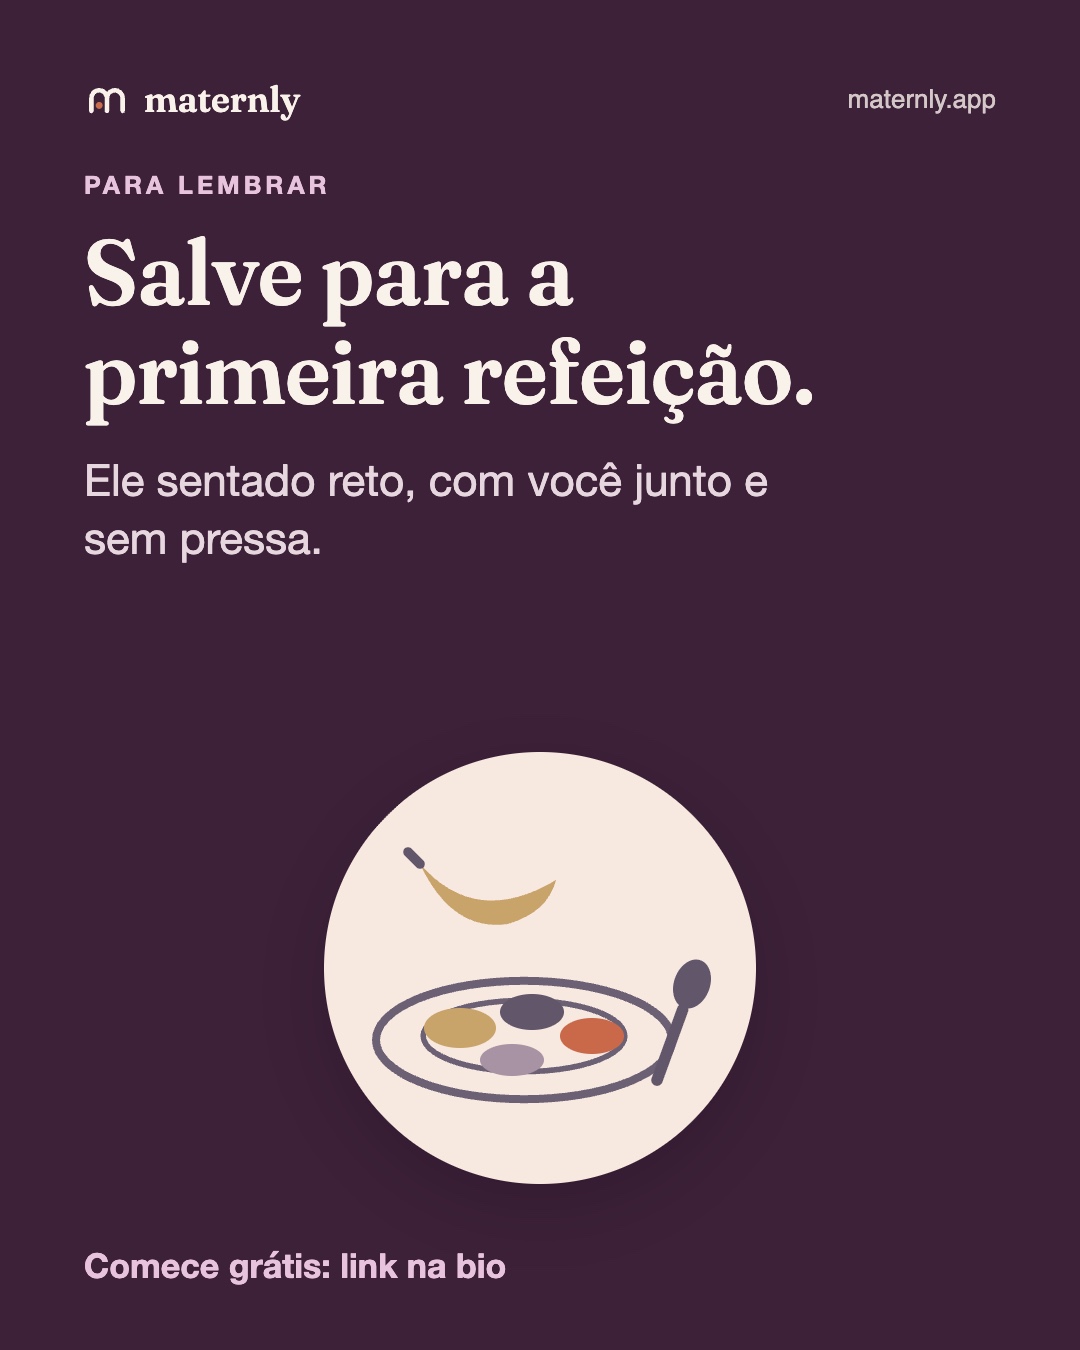 maternly
maternly.app
PARA LEMBRAR
Salve para a
primeira refeição.
Ele sentado reto, com você junto e
sem pressa.
Comece grátis: link na bio